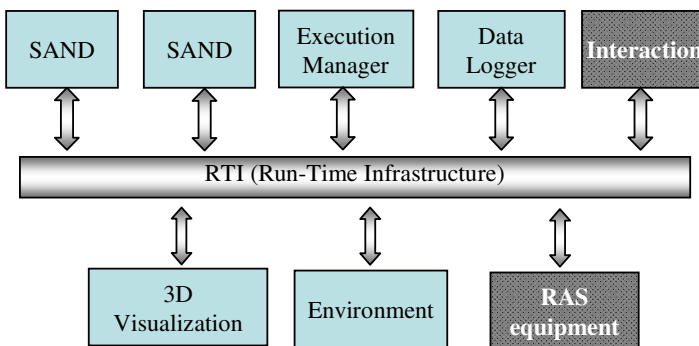 SAND
SAND
Execution
Manager
Data
Logger
Interaction
RTI (Run-Time Infrastructure)
3D
Visualization
Environment
RAS
equipment